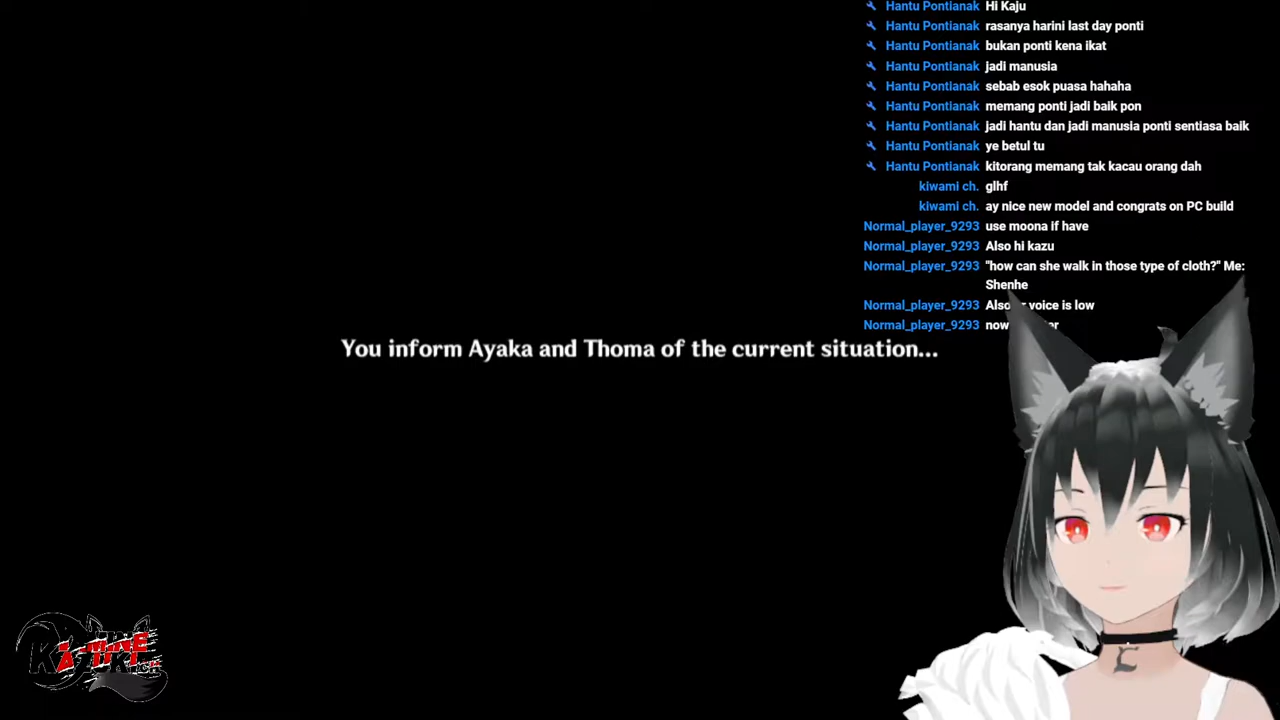 Hantu Pontianak Hi Kaju
Hantu Pontianak rasanya harini last day ponti
Hantu Pontianak bukan ponti kena ikat
Hantu Pontianak jadi manusia
Hantu Pontianak sebab esok puasa hahaha
Hantu Pontianak memang ponti jadi baik pon
Hantu Pontianak jadi hantu dan jadi manusia ponti sentiasa baik
Hantu Pontianak ye betul tu
Hantu Pontianak kitorang memang tak kacau orang dah
kiwami ch. glhf
kiwami ch. ay nice new model and congrats on PC build
Normal_player_9293 use moona if have
Normal_player_9293 Also hi kazu
Normal_player_9293 "how can she walk in those type of cloth?" Me:
Shenhe
Normal_player_9293 Also voice is low
Normal_player_9293
You inform Ayaka and Thoma of the current situation...